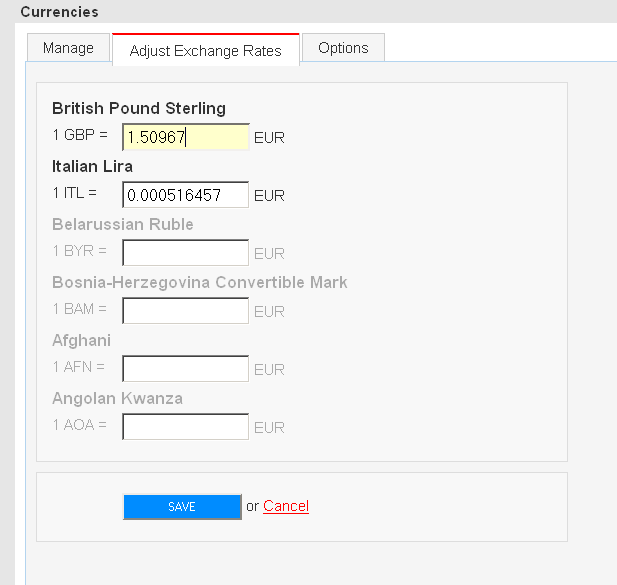 Currencies
Manage Adjust Exchange Rates Options
British Pound Sterling
1 GBP = 1.50967 EUR
Italian Lira
1 ITL = 0.000516457 EUR
Belarussian Ruble
1 BYR = EUR
Bosnia-Herzegovina Convertible Mark
1 BAM = EUR
Afghani
1 AFN = EUR
Angolan Kwanza
1 AOA = EUR
SAVE or Cancel